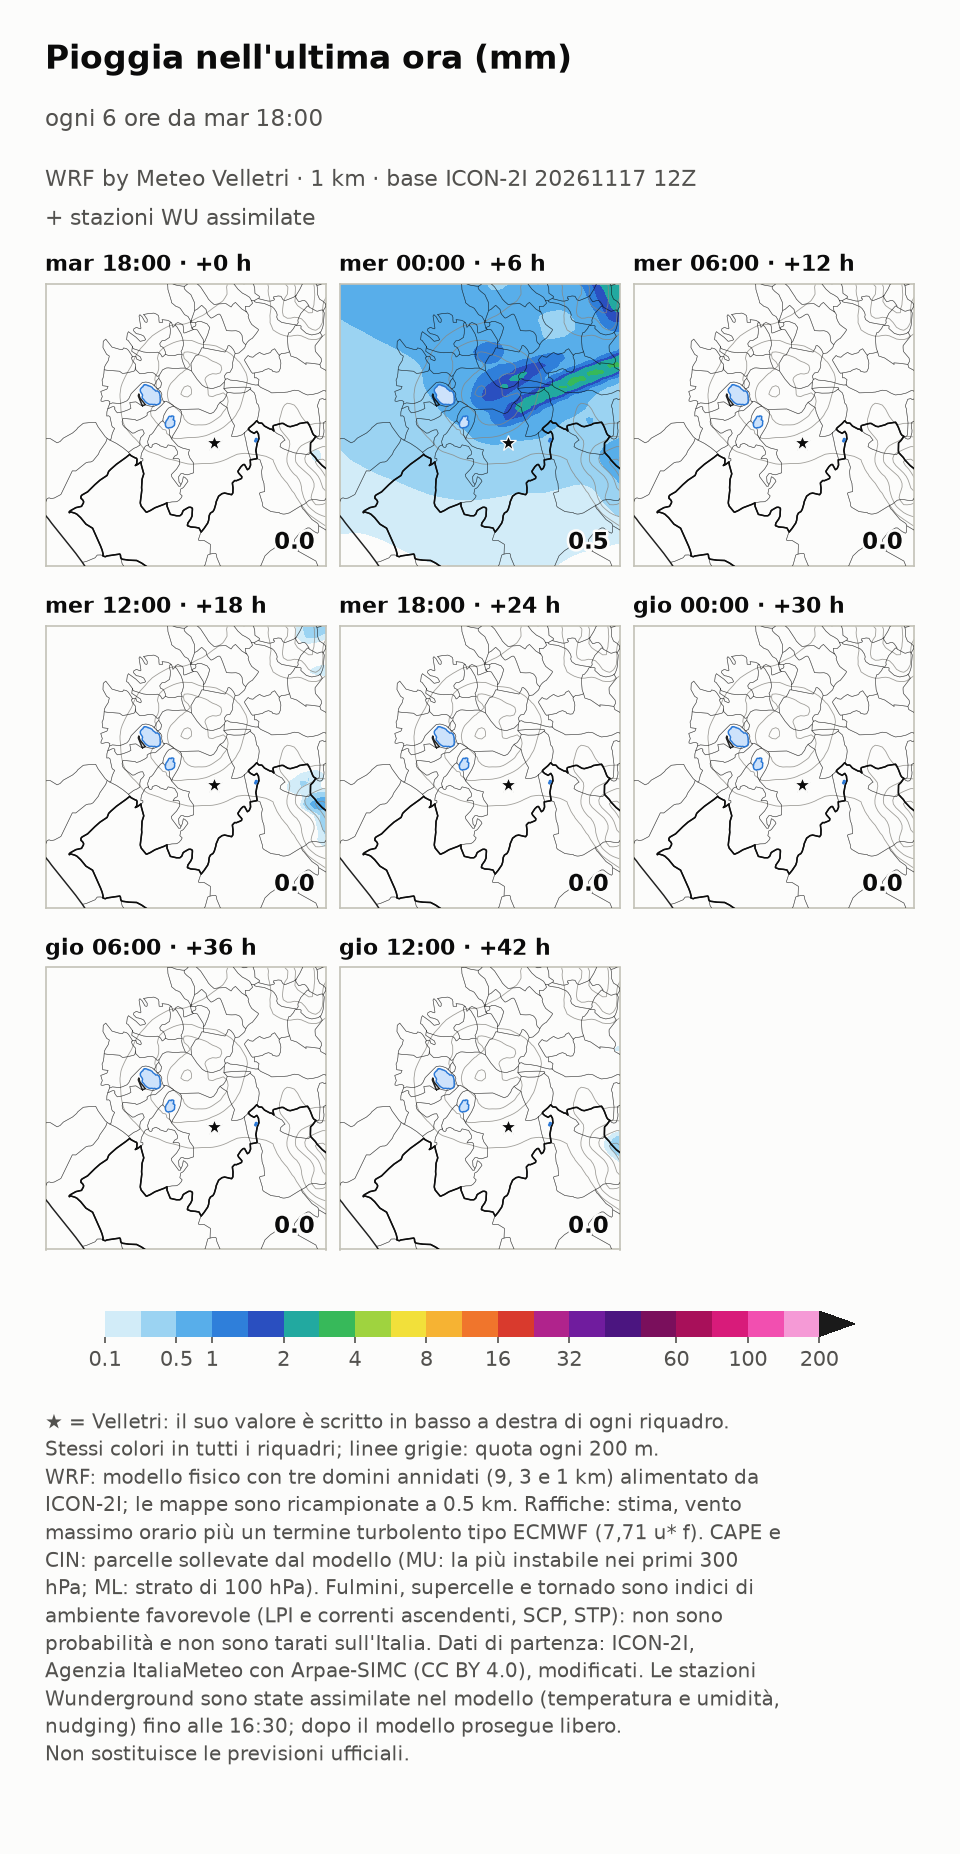 Pioggia nell'ultima ora (mm)
ogni 6 ore da mar 18:00
WRF by Meteo Velletri · 1 km · base ICON-2I 20261117 12Z
+ stazioni WU assimilate
mar 18:00 · +0 h
mer 00:00 · +6 h
mer 06:00 · +12 h
0.0
0.5
0.0
mer 12:00 · +18 h
mer 18:00 · +24 h
gio 00:00 · +30 h
0.0
0.0
0.0
gio 06:00 · +36 h
gio 12:00 · +42 h
0.0
0.0
0.1 0.5 1 2 4 8 16 32 60 100 200
★ = Velletri: il suo valore è scritto in basso a destra di ogni riquadro.
Stessi colori in tutti i riquadri; linee grigie: quota ogni 200 m.
WRF: modello fisico con tre domini annidati (9, 3 e 1 km) alimentato da
ICON-2I; le mappe sono ricampionate a 0.5 km. Raffiche: stima, vento
massimo orario più un termine turbolento tipo ECMWF (7,71 u* f). CAPE e
CIN: parcelle sollevate dal modello (MU: la più instabile nei primi 300
hPa; ML: strato di 100 hPa). Fulmini, supercelle e tornado sono indici di
ambiente favorevole (LPI e correnti ascendenti, SCP, STP): non sono
probabilità e non sono tarati sull'Italia. Dati di partenza: ICON-2I,
Agenzia ItaliaMeteo con Arpae-SIMC (CC BY 4.0), modificati. Le stazioni
Wunderground sono state assimilate nel modello (temperatura e umidità,
nudging) fino alle 16:30; dopo il modello prosegue libero.
Non sostituisce le previsioni ufficiali.